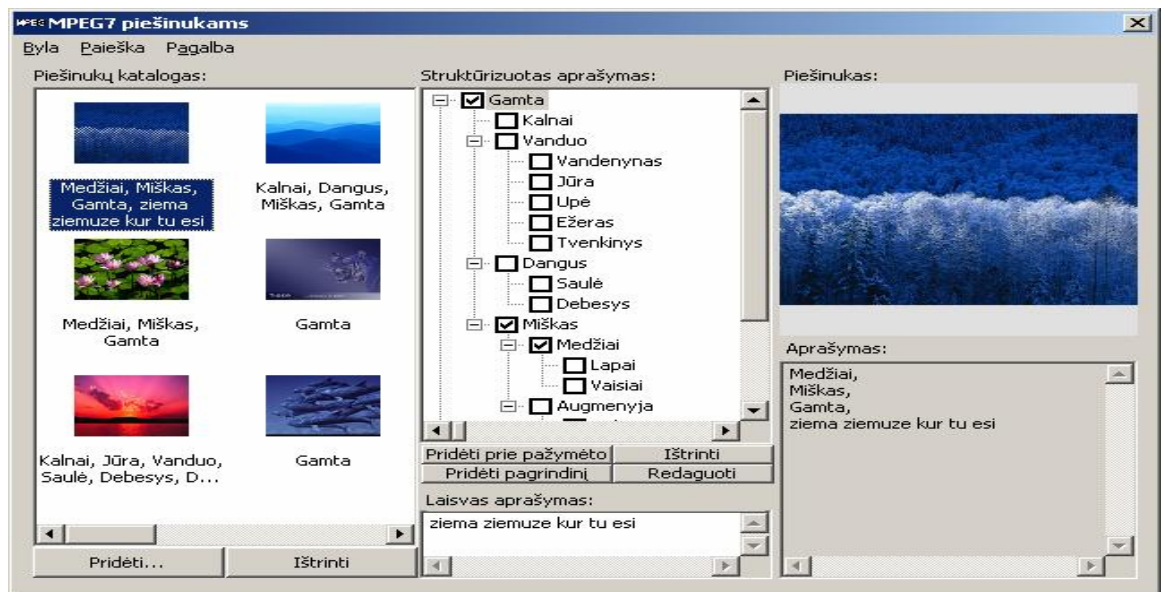 MPEG MPEG7 piešinukams
Byla Paieška Pagalba
Piešinukų katalogas:
Medžiai, Miškas,
Gamta, ziema
ziemuze kur tu esi
Kalnai, Dangus,
Miškas, Gamta
Medžiai, Miškas,
Gamta
Gamta
Kalnai, Jūra, Vanduo,
Saulė, Debesys, D...
Gamta
Pridėti... Ištrinti
Struktūrizuotas aprašymas:
Gamta
Kalnai
Vanduo
Vandenynas
Jūra
Upė
Ežeras
Tvenkinys
Dangus
Saulė
Debesys
Miškas
Medžiai
Lapai
Vaisiai
Augmenyja
Pridėti prie pažymėto Ištrinti
Pridėti pagrindinį Redaguoti
Laisvas aprašymas:
ziema ziemuze kur tu esi
Piešinukas:
Aprašymas:
Medžiai,
Miškas,
Gamta,
ziema ziemuze kur tu esi